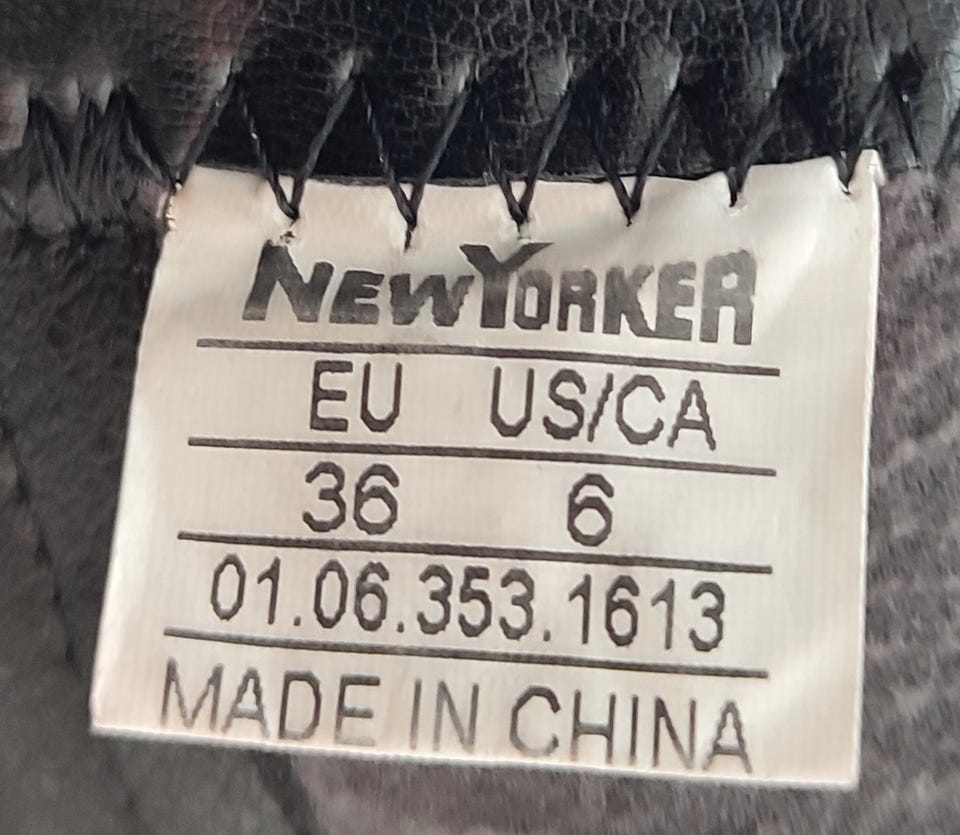 NEWYORKER
EU US/CA
36 6
01.06.353.1613
MADE IN CHINA